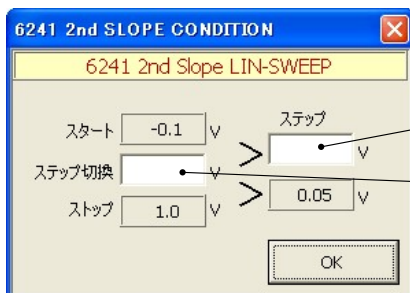 6241 2nd SLOPE CONDITION
6241 2nd Slope LIN-SWEEP
スタート -0.1 V
ステップ
> V
ステップ切換 V
> 0.05 V
ストップ 1.0 V
OK